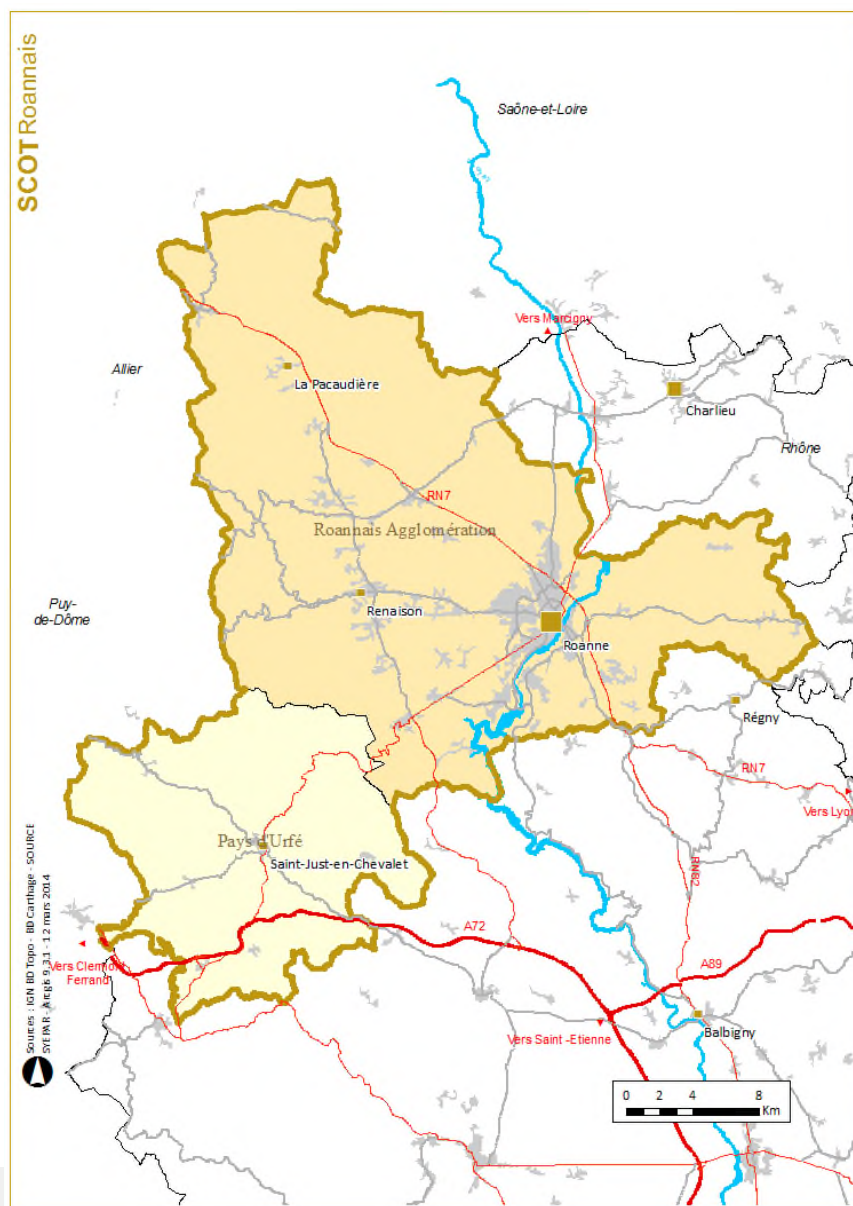 SCOT Roannais
Saône-et-Loire
Vers Marcigny
Allier
La Pacaudière
Charlieu
Rhône
RN7
Roannais Agglomération
Renaison
Puy-
de-Dôme
Roanne
Régny
RN7
Vers Lyon
Pays d'Urfé
Saint-Just-en-Chevalet
RN82
A72
Vers Clermont
Ferrand
A89
Balbigny
Vers Saint -Etienne
0 2 4 8
Km
Sources : IGN BD Topo - BD Carthage - SOURCE
SYEPAR - Arcgis 9.3.1 - 12 mars 2014